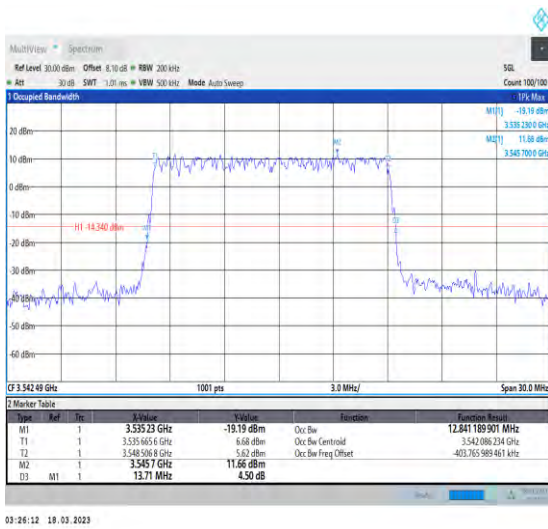 MultiView Spectrum
Ref Level 30.00 dBm Offset 8.10 dB RBW 200 kHz SGL
Att 30 dB SWT 1.01 ms VBW 500 kHz Mode Auto Sweep Count 100/100
1 Occupied Bandwidth 1Pk Max
M1[1] -19.19 dBm
3.535 230 0 GHz
M2[1] 11.68 dBm
3.545 700 0 GHz
20 dBm
M2
T1
10 dBm
0 dBm
-10 dBm
H1 -14.340 dBm
-20 dBm
-30 dBm
-40 dBm
-50 dBm
-60 dBm
CF 3.542 49 GHz 1001 pts 3.0 MHz/ Span 30.0 MHz
2 Marker Table
Type Ref Trc X-Value Y-Value Function Function Result
M1 1 3.535 23 GHz -19.19 dBm Occ Bw 12.841 189 901 MHz
T1 1 3.535 665 6 GHz 6.68 dBm Occ Bw Centroid 3.542 086 234 GHz
T2 1 3.548 506 8 GHz 5.62 dBm Occ Bw Freq Offset -403.765 989 461 kHz
M2 1 3.545 7 GHz 11.66 dBm
D3 M1 1 13.71 MHz 4.50 dB
03:26:12 18.03.2023